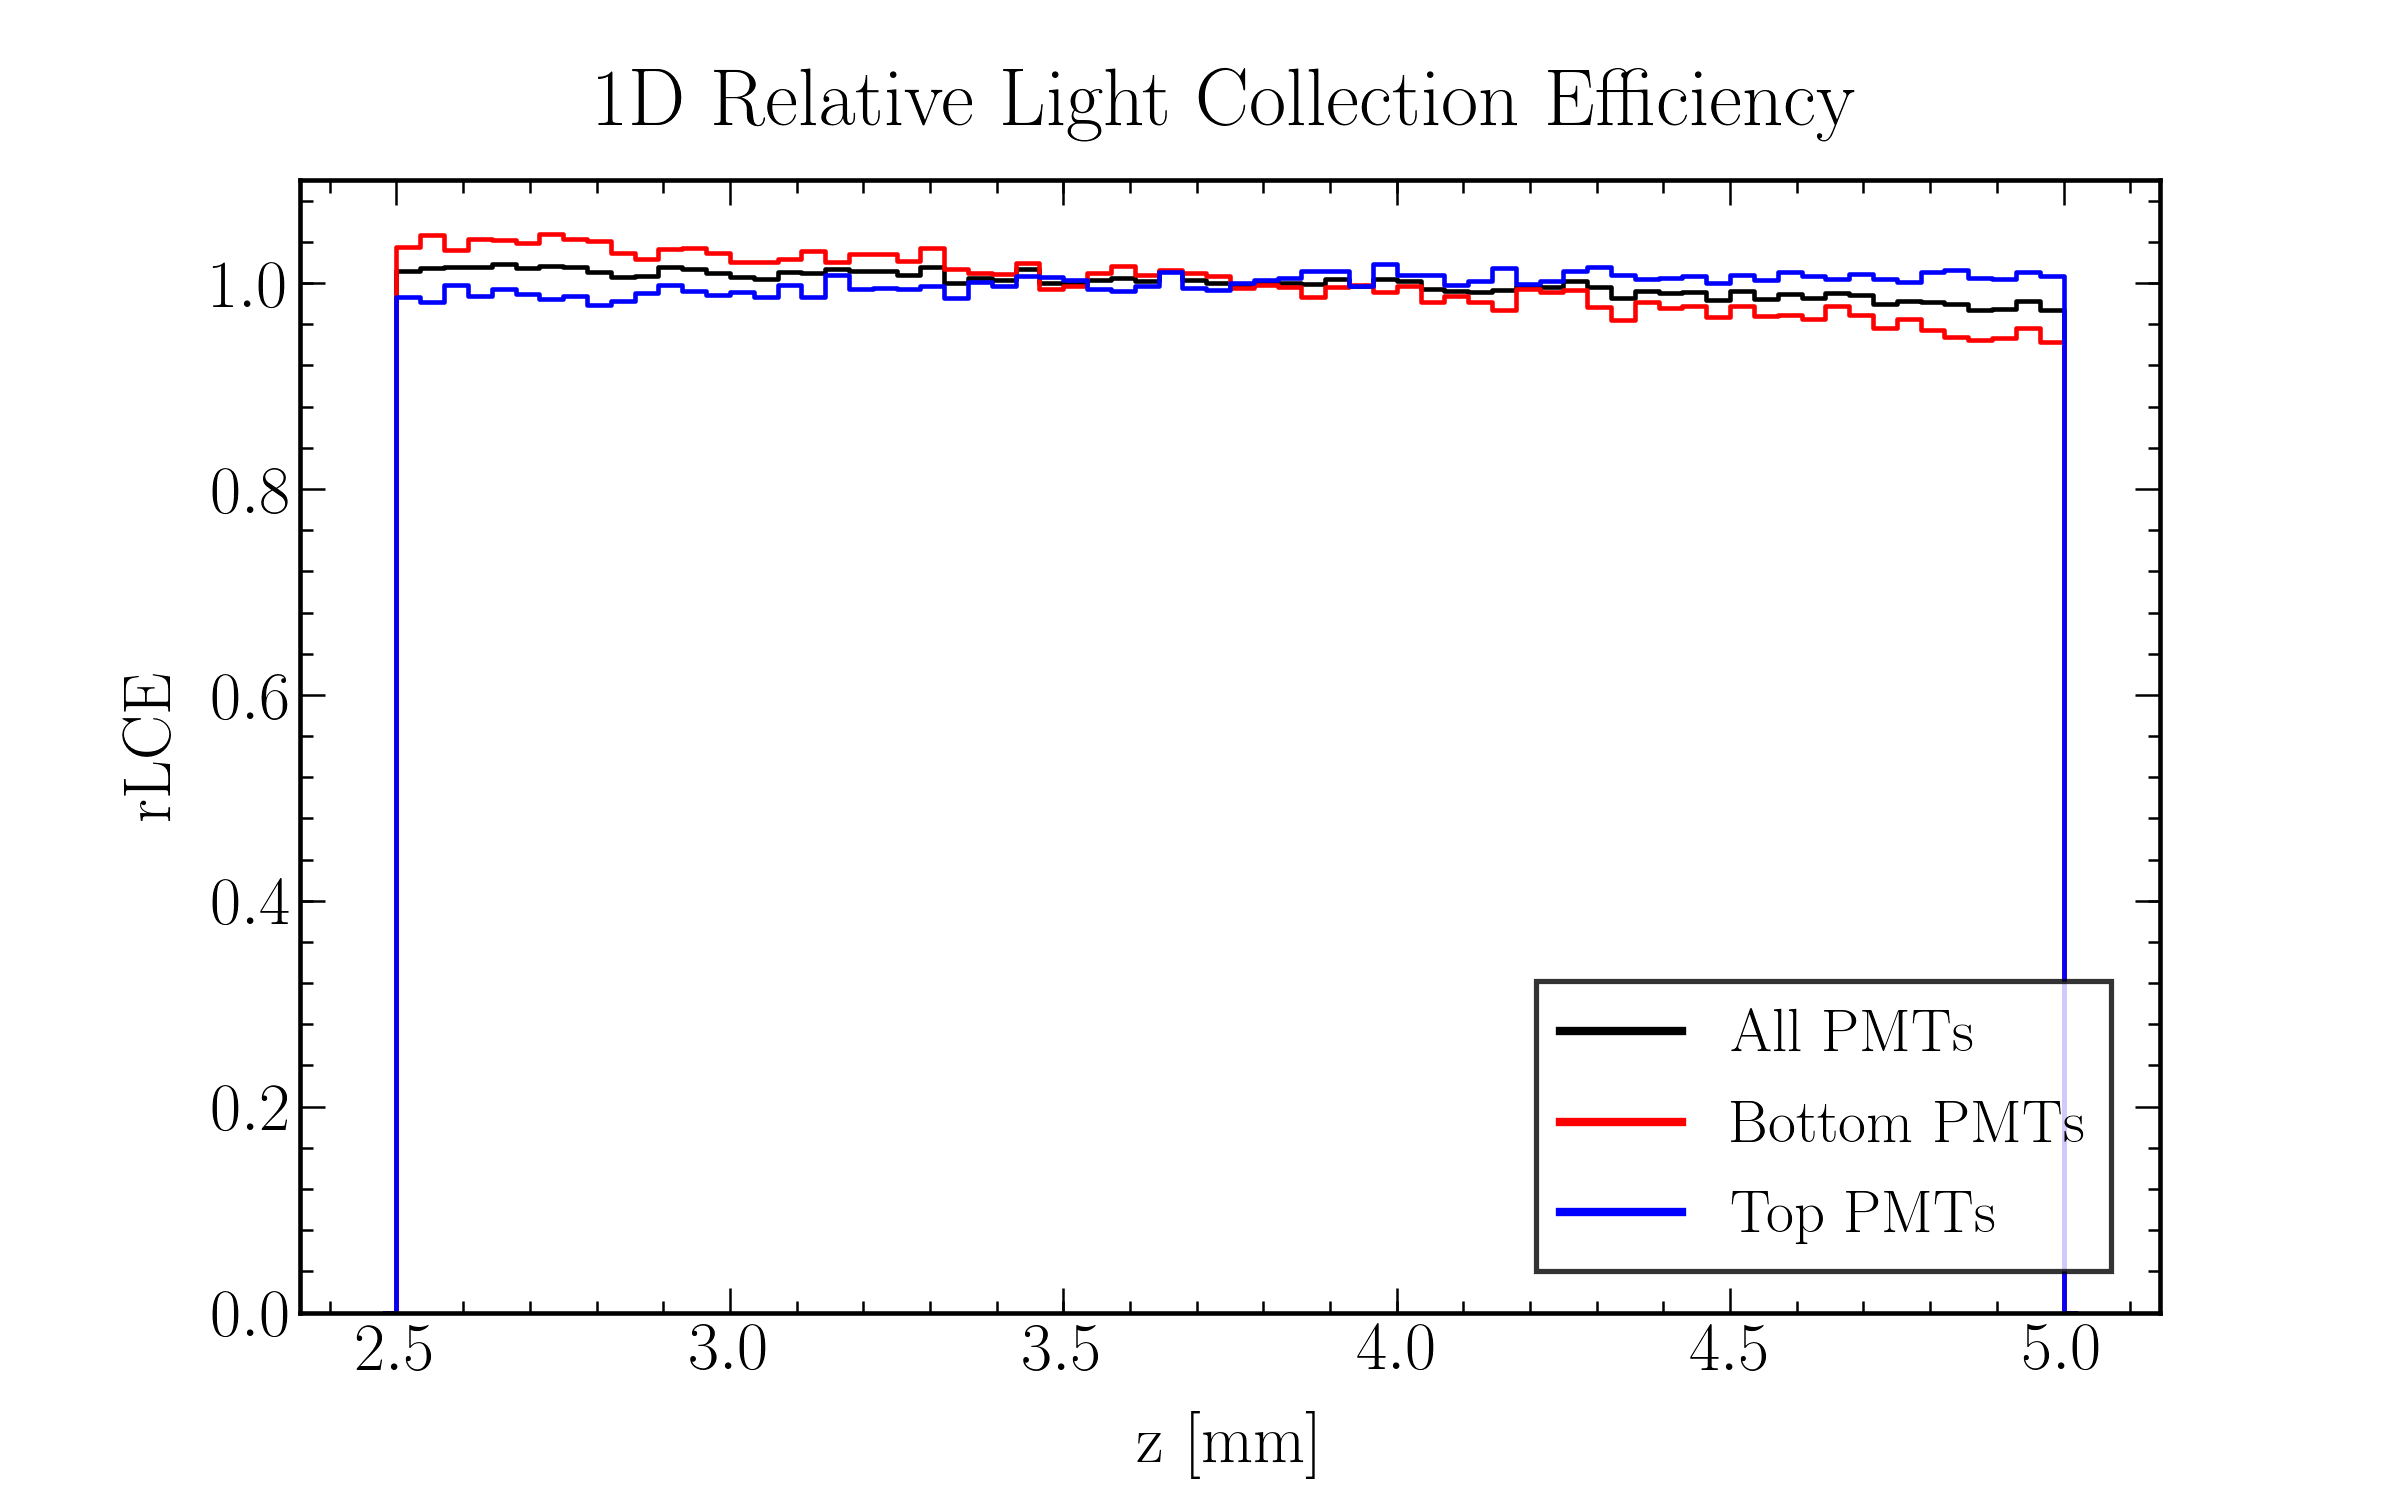 1D Relative Light Collection Efficiency
rLCE
1.0
0.8
0.6
0.4
0.2
0.0
2.5 3.0 3.5 4.0 4.5 5.0
z [mm]
All PMTs
Bottom PMTs
Top PMTs